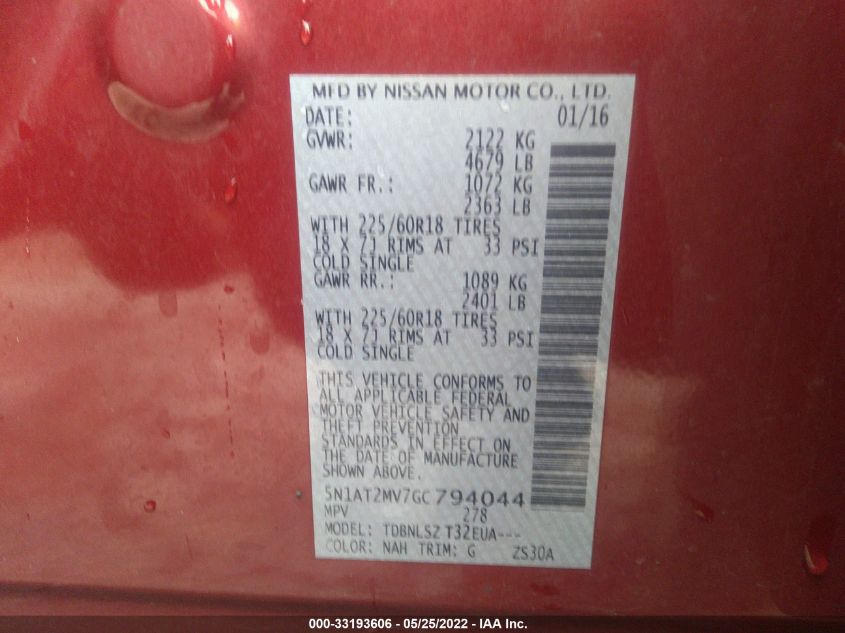 MFD BY NISSAN MOTOR CO., LTD.
DATE: 01/16
GVWR: 2122 KG
4679 LB
GAWR FR.: 1072 KG
2363 LB
WITH 225/60R18 TIRES
18 X 7J RIMS AT 33 PSI
COLD SINGLE
GAWR RR.: 1089 KG
2401 LB
WITH 225/60R18 TIRES
18 X 7J RIMS AT 33 PSI
COLD SINGLE
THIS VEHICLE CONFORMS TO
ALL APPLICABLE FEDERAL
MOTOR VEHICLE SAFETY AND
THEFT PREVENTION
STANDARDS IN EFFECT ON
THE DATE OF MANUFACTURE
SHOWN ABOVE.
5N1AT2MV7GC794044
MPV 278
MODEL: TDBNLSZ T32EUA---
COLOR: NAH TRIM: G ZS30A
000-33193606 - 05/25/2022 - IAA Inc.